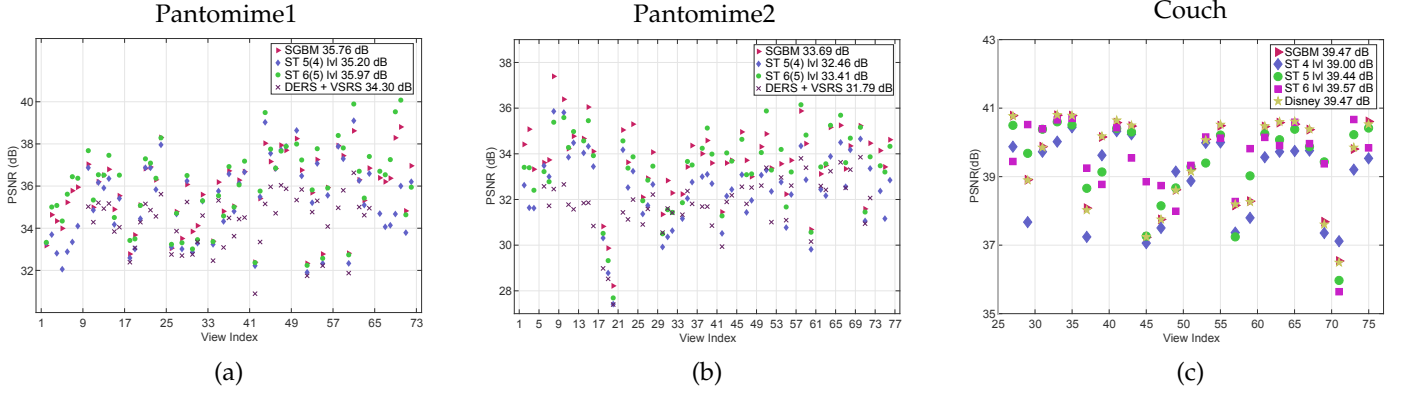 Pantomime1
PSNR (dB)
40
38
36
34
32
SGBM 35.76 dB
ST 5(4) lvl 35.20 dB
ST 6(5) lvl 35.97 dB
DERS + VSRS 34.30 dB
1 9 17 25 33 41 49 57 65 73
View Index
(a)
Pantomime2
PSNR (dB)
40
38
36
34
32
30
28
SGBM 33.69 dB
ST 5(4) lvl 32.46 dB
ST 6(5) lvl 33.41 dB
DERS + VSRS 31.79 dB
1 5 9 13 17 21 25 29 33 37 41 45 49 53 57 61 65 69 73 77
View Index
(b)
Couch
PSNR(dB)
43
41
39
37
35
SGBM 39.47 dB
ST 4 lvl 39.00 dB
ST 5 lvl 39.44 dB
ST 6 lvl 39.57 dB
Disney 39.47 dB
25 30 35 40 45 50 55 60 65 70 75
View Index
(c)